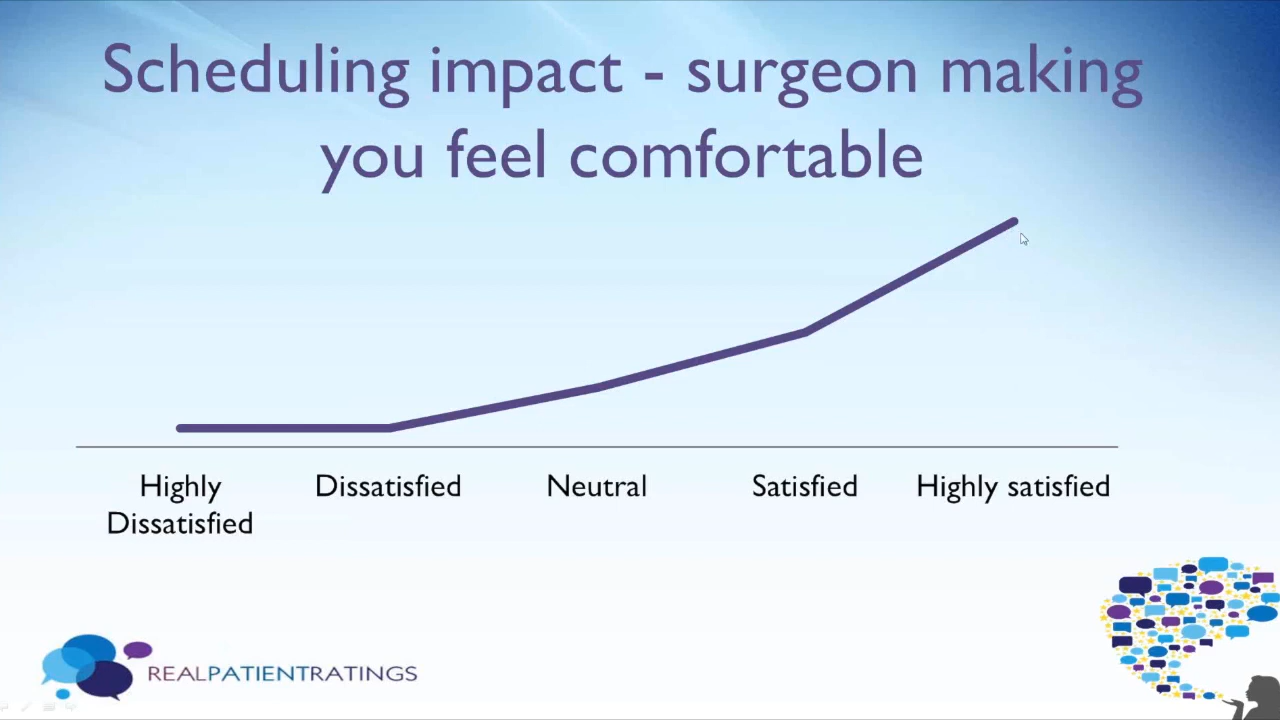 Scheduling impact - surgeon making
you feel comfortable
Highly
Dissatisfied
Dissatisfied
Neutral
Satisfied
Highly satisfied
REALPATIENTRATINGS